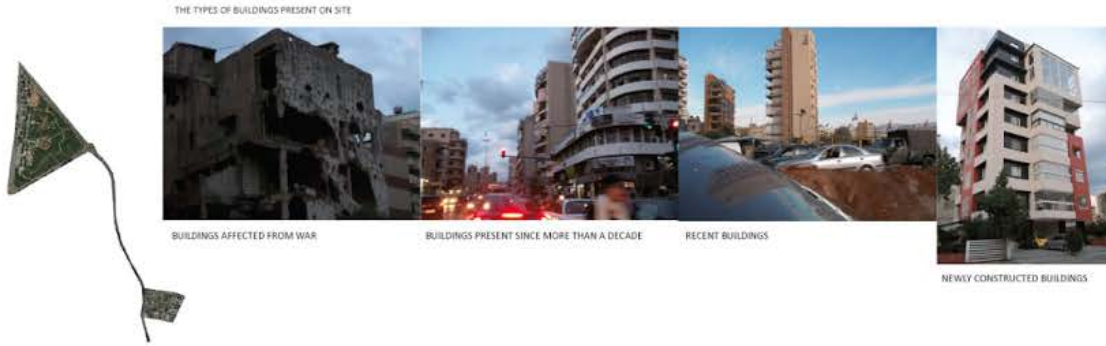 THE TYPES OF BUILDINGS PRESENT ON SITE
BUILDINGS AFFECTED FROM WAR
BUILDINGS PRESENT SINCE MORE THAN A DECADE
RECENT BUILDINGS
NEWLY CONSTRUCTED BUILDINGS